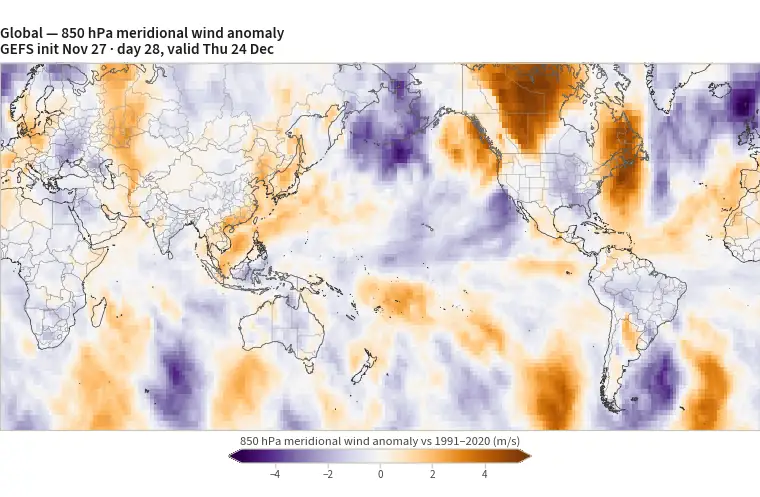 Global — 850 hPa meridional wind anomaly
GEFS init Nov 27 · day 28, valid Thu 24 Dec
850 hPa meridional wind anomaly vs 1991–2020 (m/s)
−4 −2 0 2 4